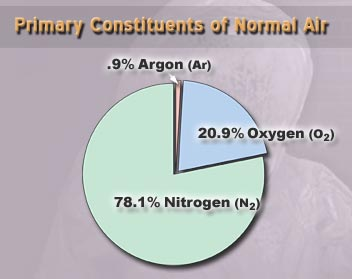 Primary Constituents of Normal Air
.9% Argon (Ar)
20.9% Oxygen (O₂)
78.1% Nitrogen (N₂)